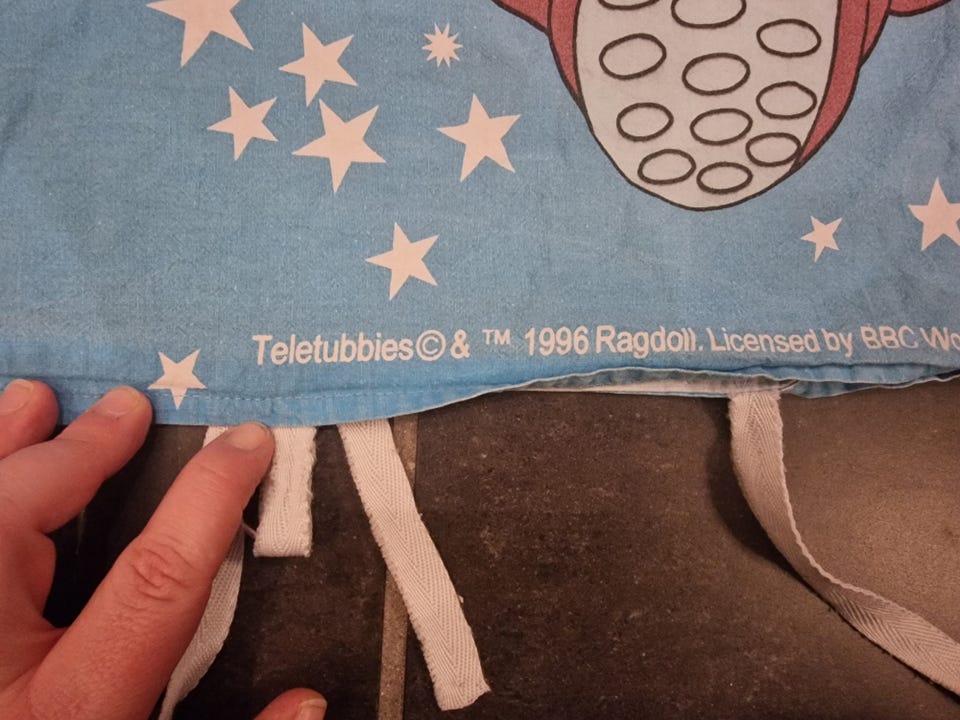 Teletubbies© & ™ 1996 Ragdoll. Licensed by BBC